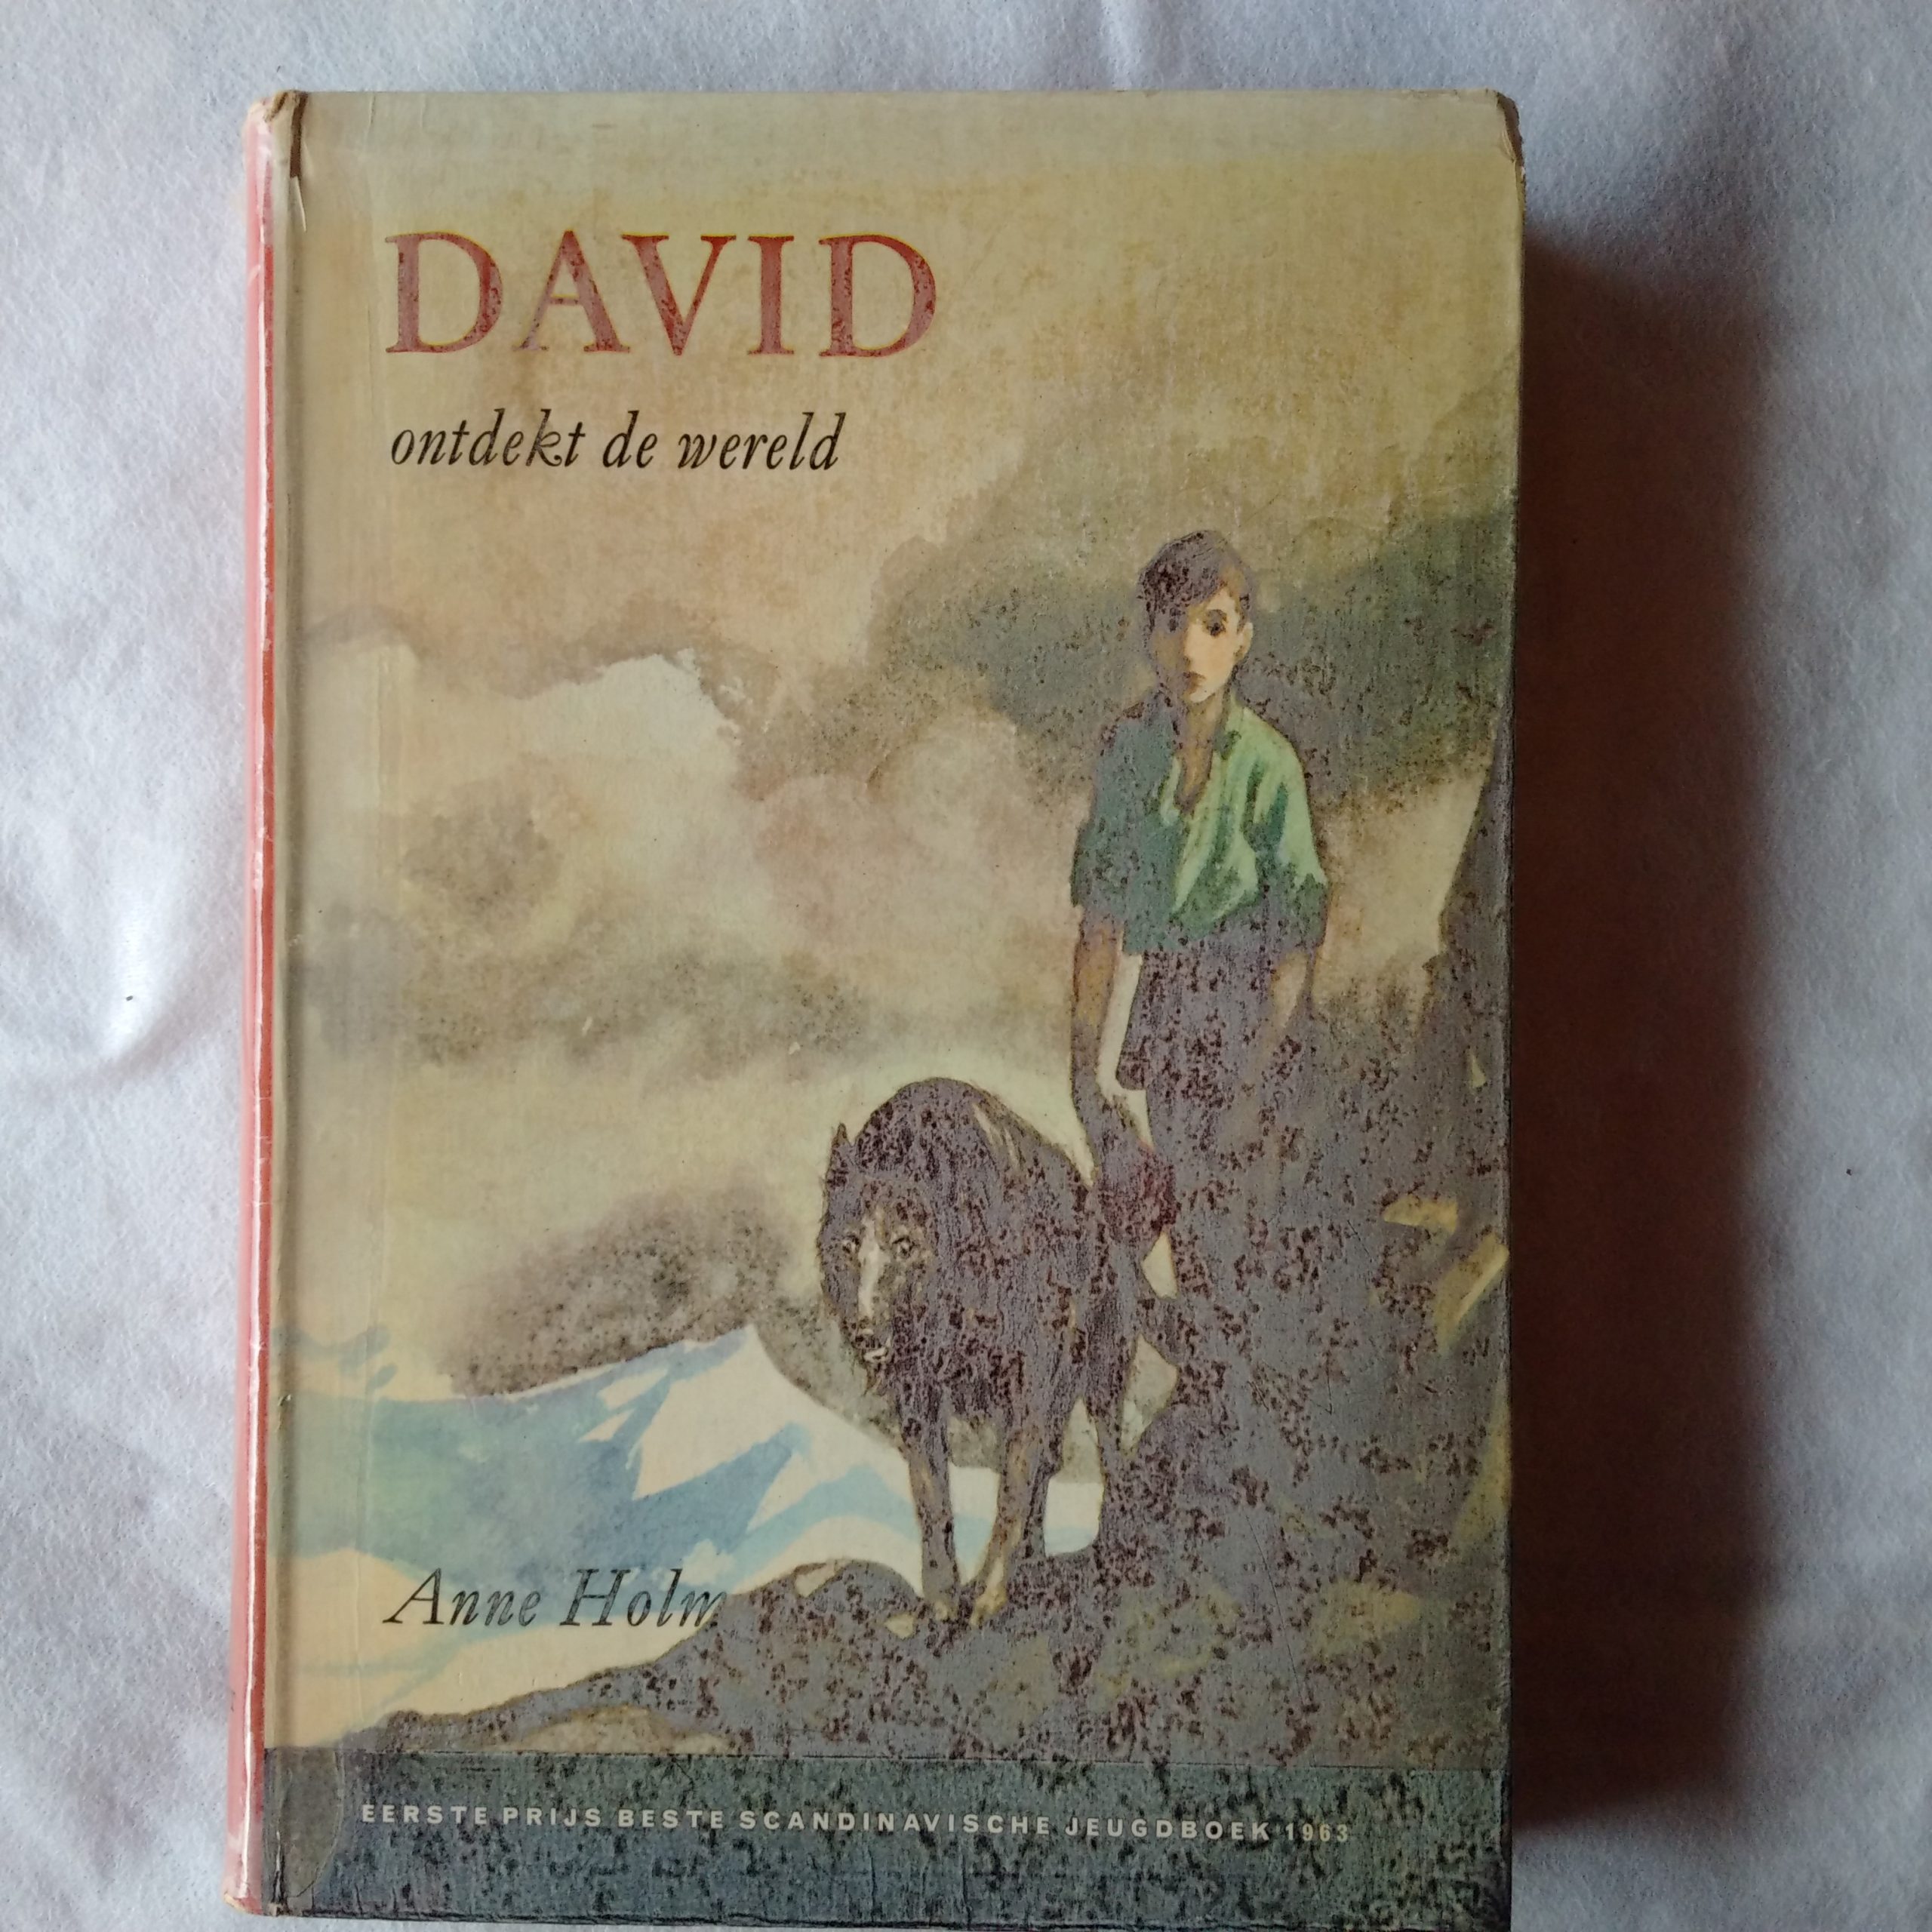 DAVID
ontdekt de wereld
Anne Holm
EERSTE PRIJS BESTE SCANDINAVISCHE JEUGDBOEK 1963